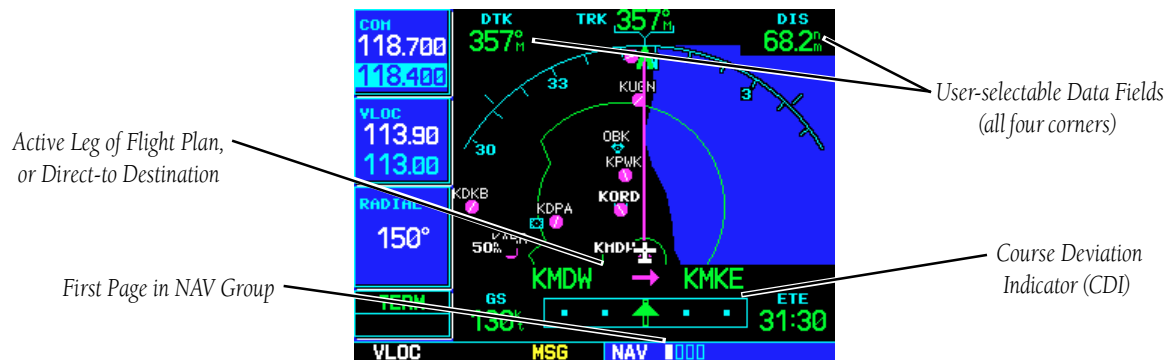 COM
118.700
118.400
VLOC
113.90
113.00
RADIAL
150°
TERM
DTK
357°M
TRK 357°M
DIS
68.2nm
33
30
3
N
KUGN
OBK
KPWK
KORD
KDKB
KDPA
50nm
KMDW
KMDW → KMKE
GS
130kt
ETE
31:30
VLOC MSG NAV
User-selectable Data Fields
(all four corners)
Active Leg of Flight Plan,
or Direct-to Destination
Course Deviation
Indicator (CDI)
First Page in NAV Group